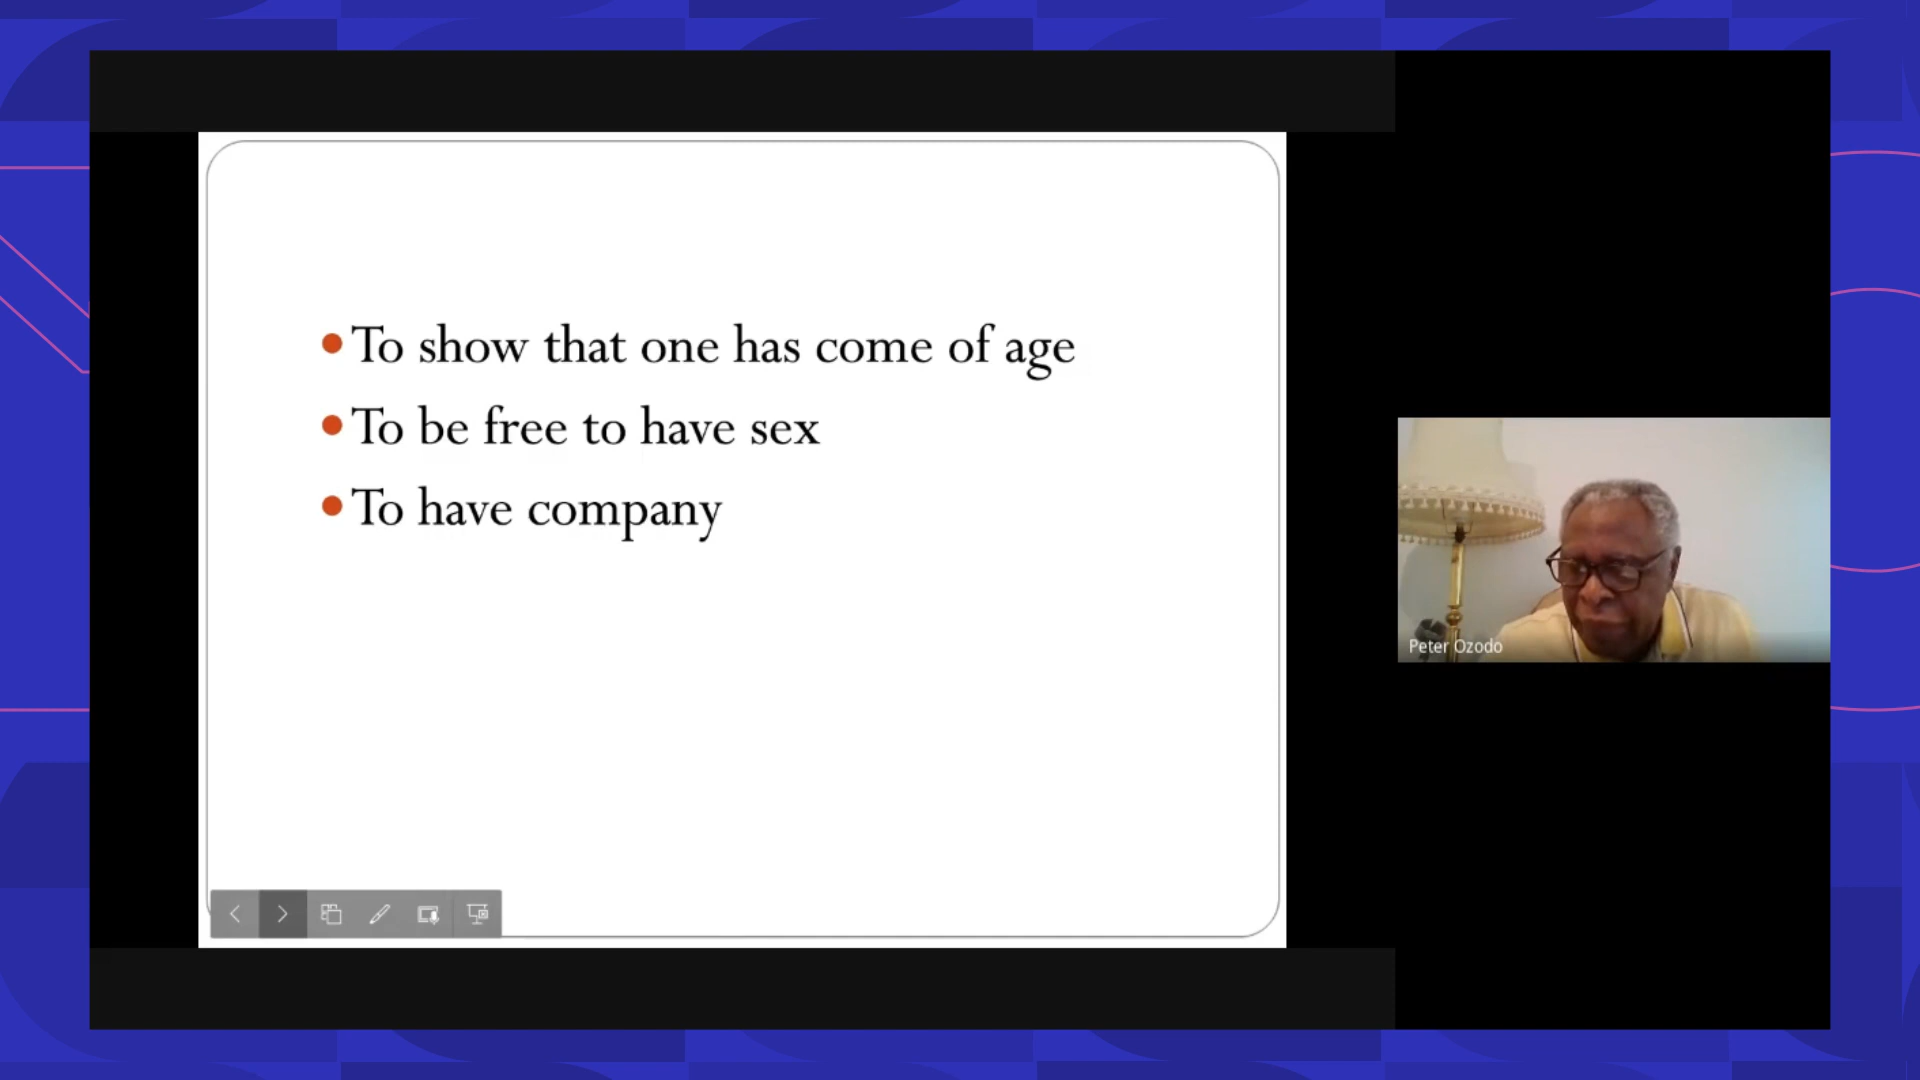 To show that one has come of age
To be free to have sex
To have company
Peter Ozodo